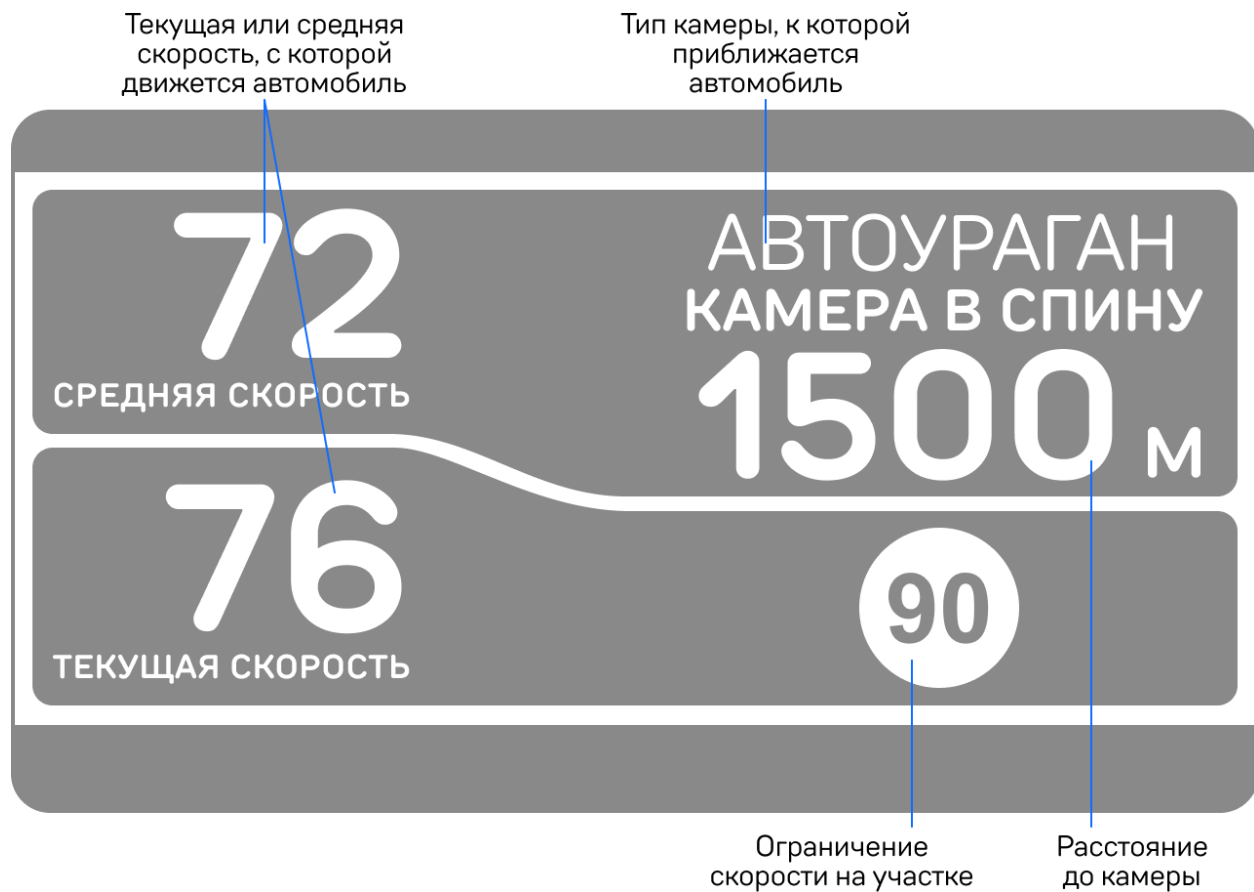 Текущая или средняя
скорость, с которой
движется автомобиль
Тип камеры, к которой
приближается
автомобиль
72
СРЕДНЯЯ СКОРОСТЬ
АВТОУРАГАН
КАМЕРА В СПИНУ
1500 м
76
ТЕКУЩАЯ СКОРОСТЬ
90
Ограничение
скорости на участке
Расстояние
до камеры